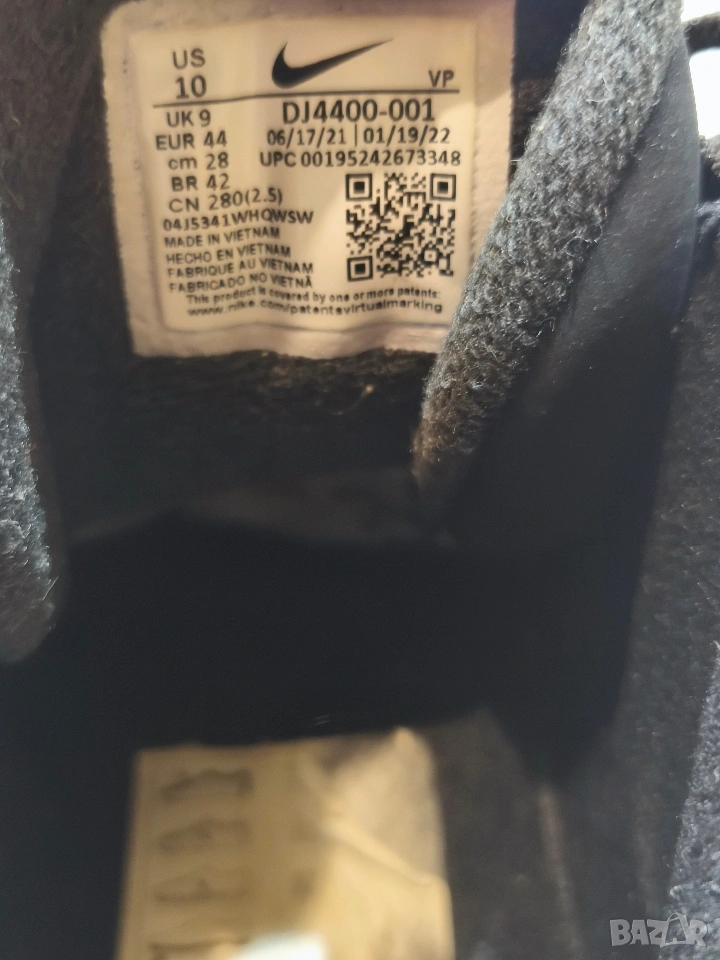 US
10
VP
UK 9
DJ4400-001
EUR 44
06/17/21 | 01/19/22
cm 28
UPC 00195242673348
BR 42
CN 280(2.5)
04J5341WHQWSW
MADE IN VIETNAM
HECHO EN VIETNAM
FABRIQUE AU VIETNAM
FABRICADO NO VIETNÃ
This product is covered by one or more patents:
www.nike.com/patentsvirtualmarking
BAZAR